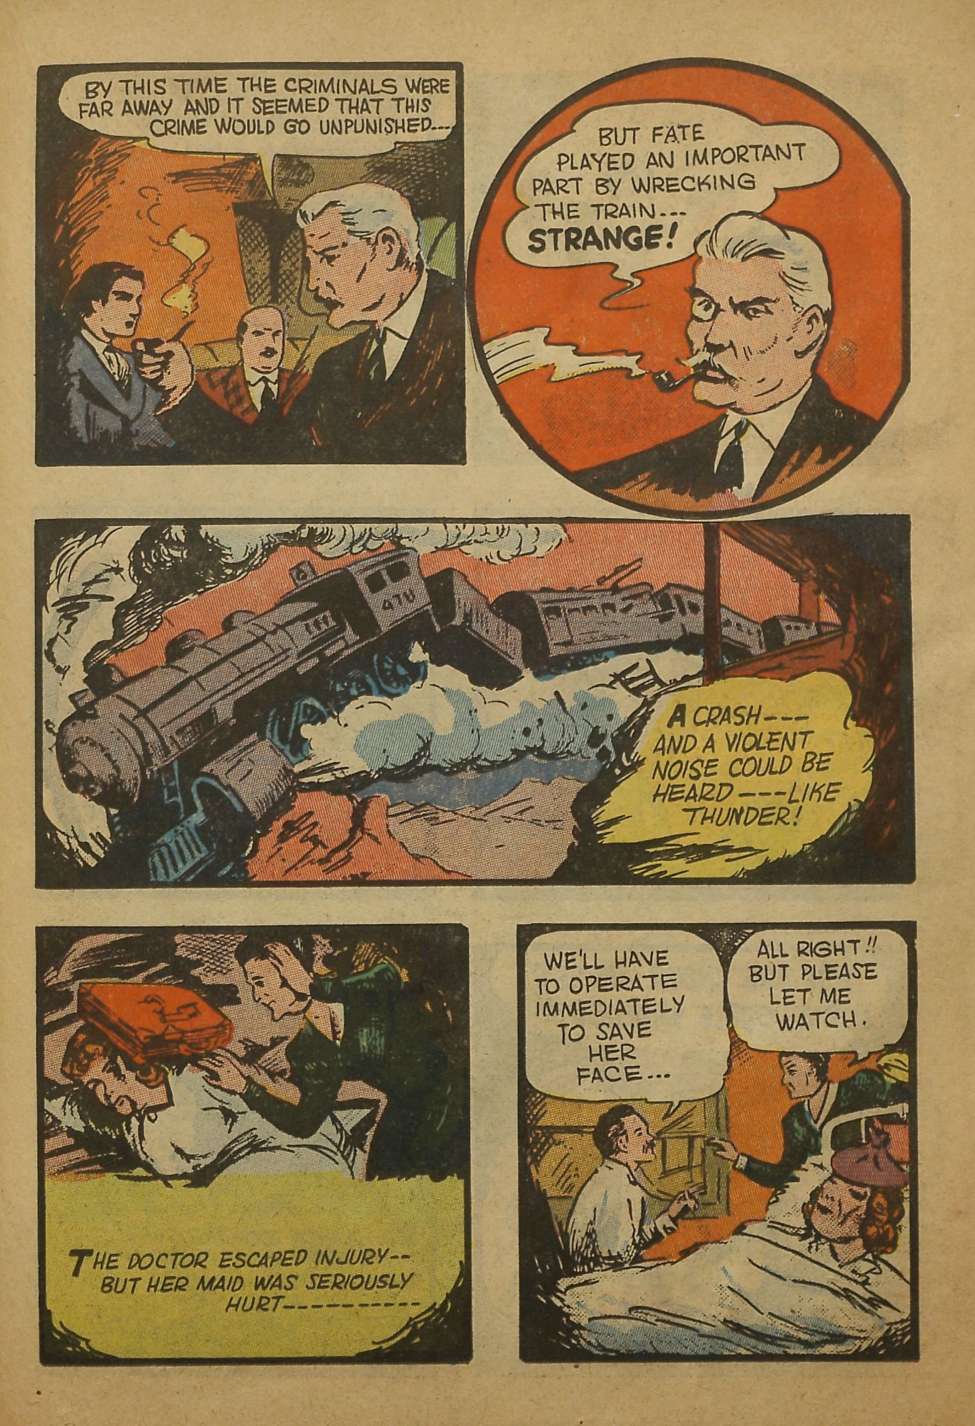 BY THIS TIME THE CRIMINALS WERE
FAR AWAY AND IT SEEMED THAT THIS
CRIME WOULD GO UNPUNISHED---
BUT FATE
PLAYED AN IMPORTANT
PART BY WRECKING
THE TRAIN---
STRANGE!
470
A CRASH---
AND A VIOLENT
NOISE COULD BE
HEARD ---LIKE
THUNDER!
THE DOCTOR ESCAPED INJURY--
BUT HER MAID WAS SERIOUSLY
HURT----------
WE'LL HAVE
TO OPERATE
IMMEDIATELY
TO SAVE
HER
FACE...
ALL RIGHT!!
BUT PLEASE
LET ME
WATCH.